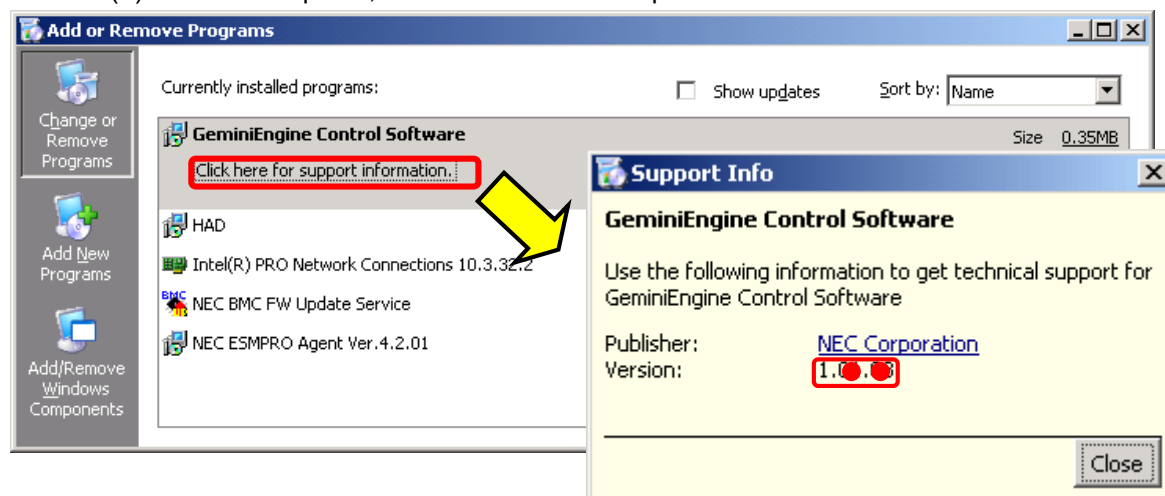 Add or Remove Programs
Currently installed programs:
Show updates
Sort by: Name
Change or
Remove
Programs
GeminiEngine Control Software
Size 0.35MB
Click here for support information.
HAD
Intel(R) PRO Network Connections 10.3.32.2
BMC
NEC BMC FW Update Service
NEC ESMPRO Agent Ver.4.2.01
Add New
Programs
Add/Remove
Windows
Components
Support Info
GeminiEngine Control Software
Use the following information to get technical support for
GeminiEngine Control Software
Publisher: NEC Corporation
Version: 1.
Close